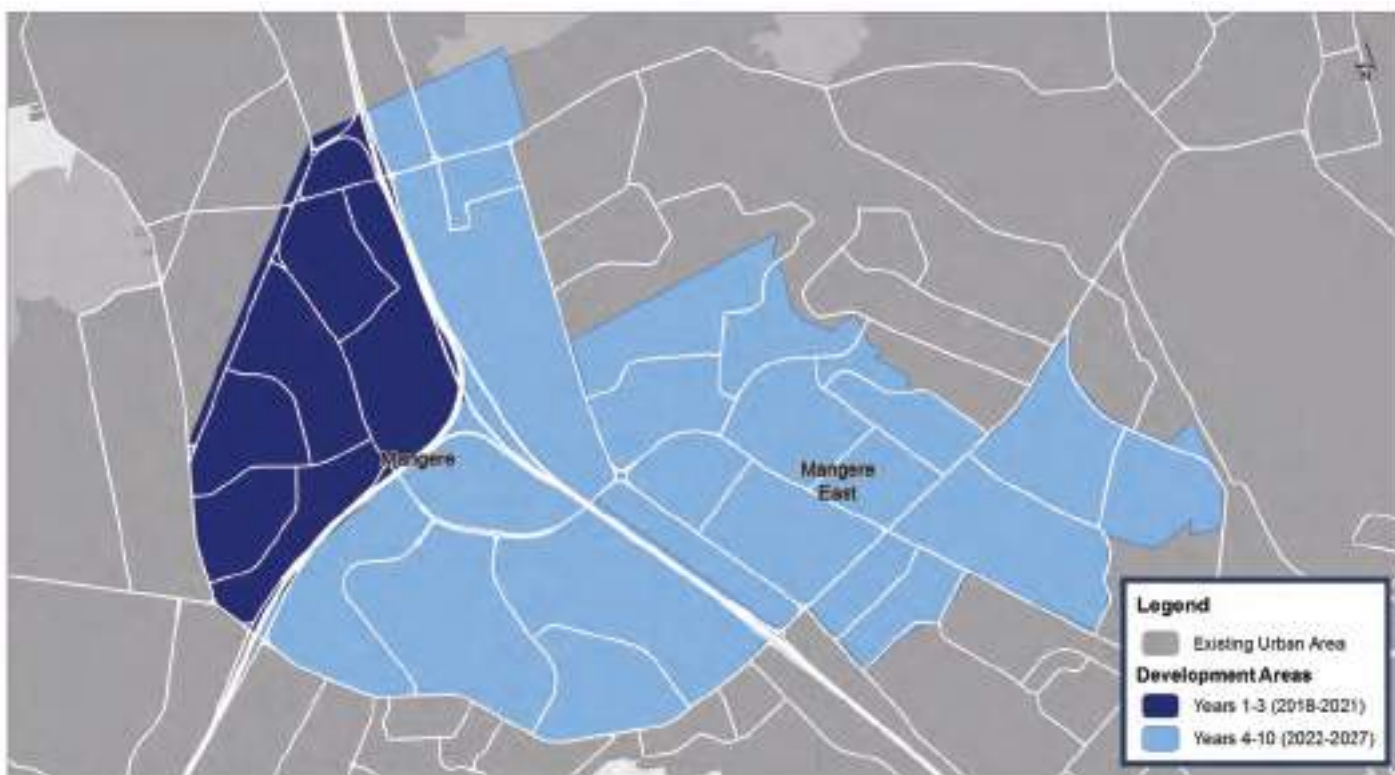 Mangere
Mangere
East
N
Legend
Existing Urban Area
Development Areas
Years 1-3 (2018-2021)
Years 4-10 (2022-2027)